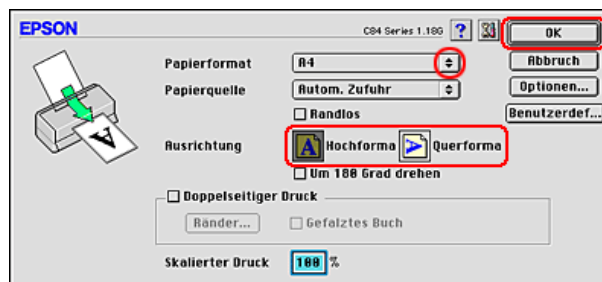 EPSON
C84 Series 1.18G ?
OK
Papierformat A4
Abbruch
Papierquelle Autom. Zufuhr
Optionen...
Randlos
Benutzerdef...
Ausrichtung A Hochforma A Querforma
Um 180 Grad drehen
Doppelseitiger Druck
Ränder... Gefalztes Buch
Skalierter Druck 100 %
A